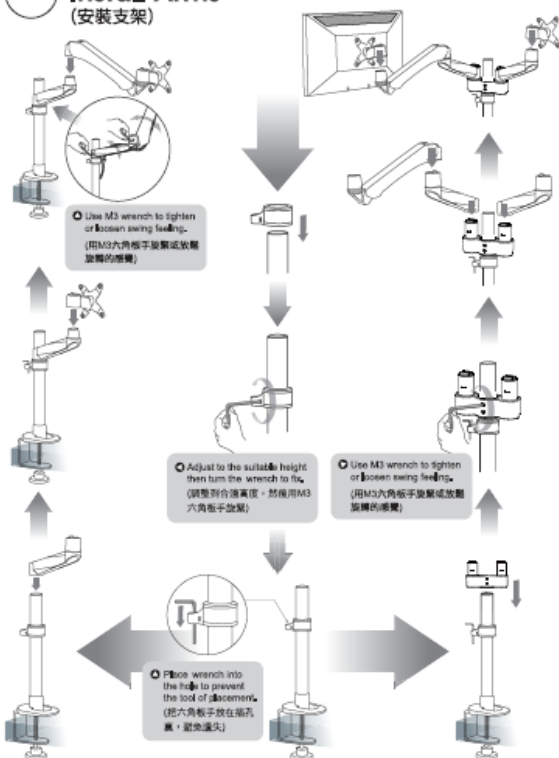 (安裝支架)
Use M3 wrench to tighten
or loosen swing feeling.
(用M3六角板手旋緊或放鬆
旋轉的感覺)
Adjust to the suitable height
then turn the wrench to fix.
(調整到合適高度，然後用M3
六角板手旋緊)
Use M3 wrench to tighten
or loosen swing feeling.
(用M3六角板手旋緊或放鬆
旋轉的感覺)
Place wrench into
the hole to prevent
the tool of placement.
(把六角板手放在插孔
裏，避免遺失)